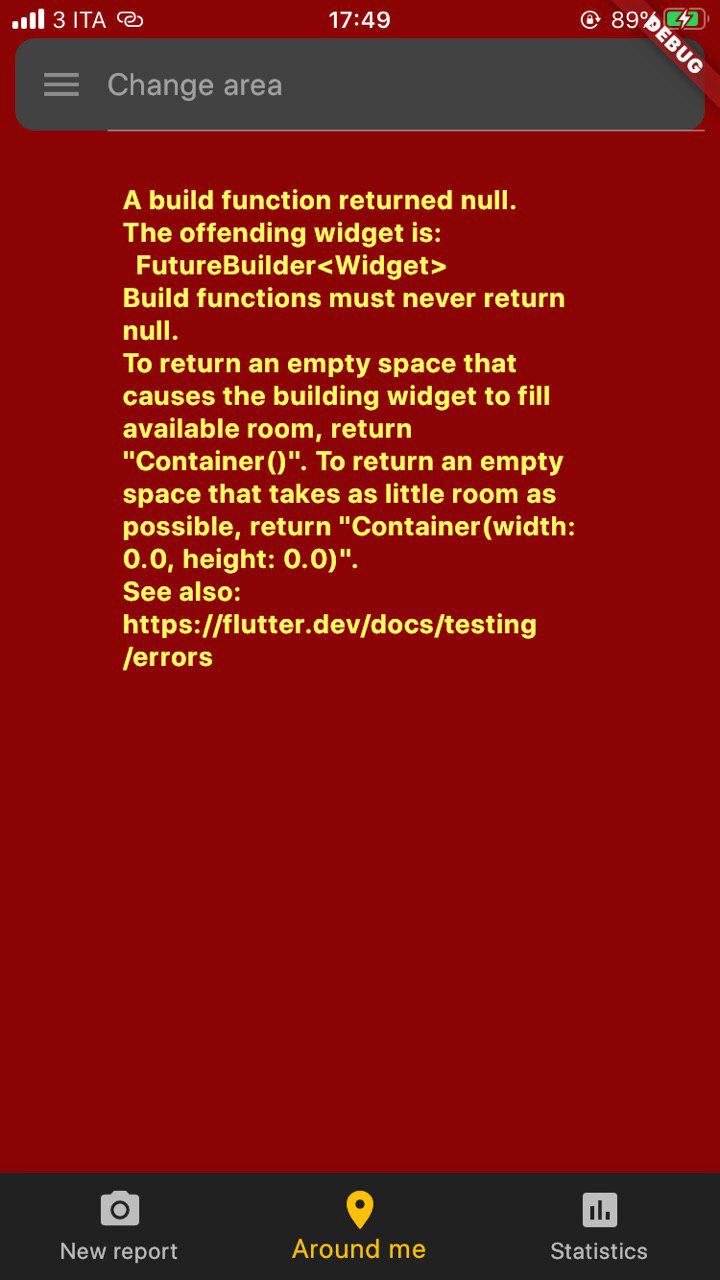 3 ITA 17:49 89%
DEBUG
Change area
A build function returned null.
The offending widget is:
FutureBuilder<Widget>
Build functions must never return
null.
To return an empty space that
causes the building widget to fill
available room, return
"Container()". To return an empty
space that takes as little room as
possible, return "Container(width:
0.0, height: 0.0)".
See also:
https://flutter.dev/docs/testing
/errors
New report Around me Statistics